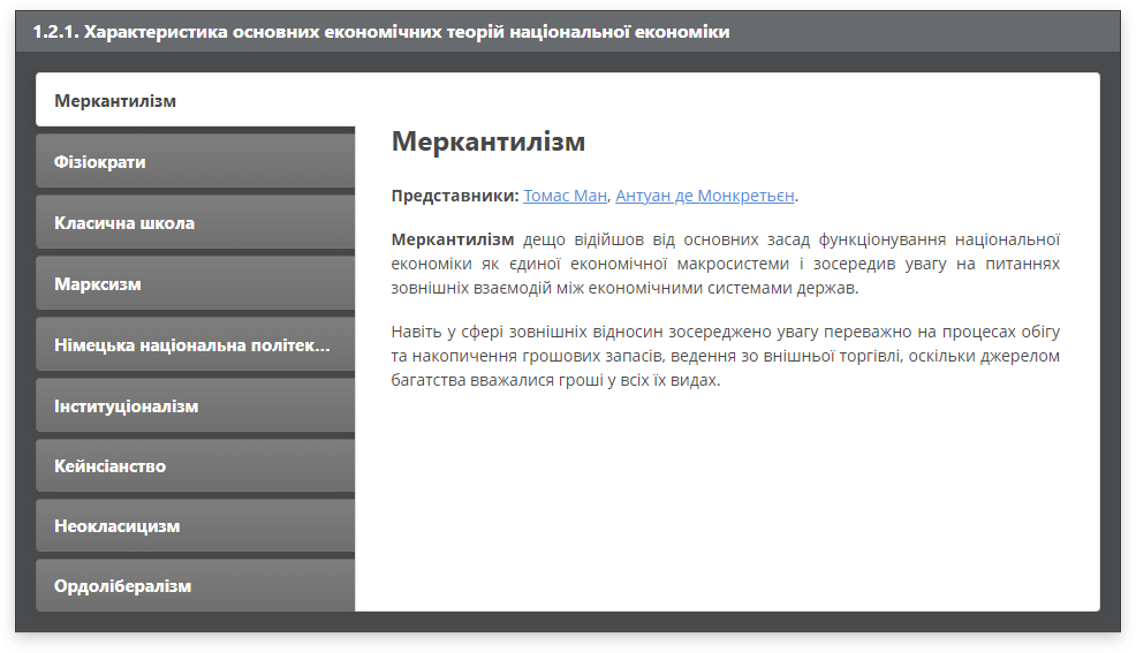 1.2.1. Характеристика основних економічних теорій національної економіки
Меркантилізм
Фізіократи
Класична школа
Марксизм
Німецька національна політек...
Інституціоналізм
Кейнсіанство
Неокласицизм
Ордолібералізм
Меркантилізм
Представники: Томас Ман, Антуан де Монкретьєн.
Меркантилізм дещо відійшов від основних засад функціонування національної
економіки як єдиної економічної макросистеми і зосередив увагу на питаннях
зовнішніх взаємодій між економічними системами держав.
Навіть у сфері зовнішніх відносин зосереджено увагу переважно на процесах обігу
та накопичення грошових запасів, ведення зо внішньої торгівлі, оскільки джерелом
багатства вважалися гроші у всіх їх видах.